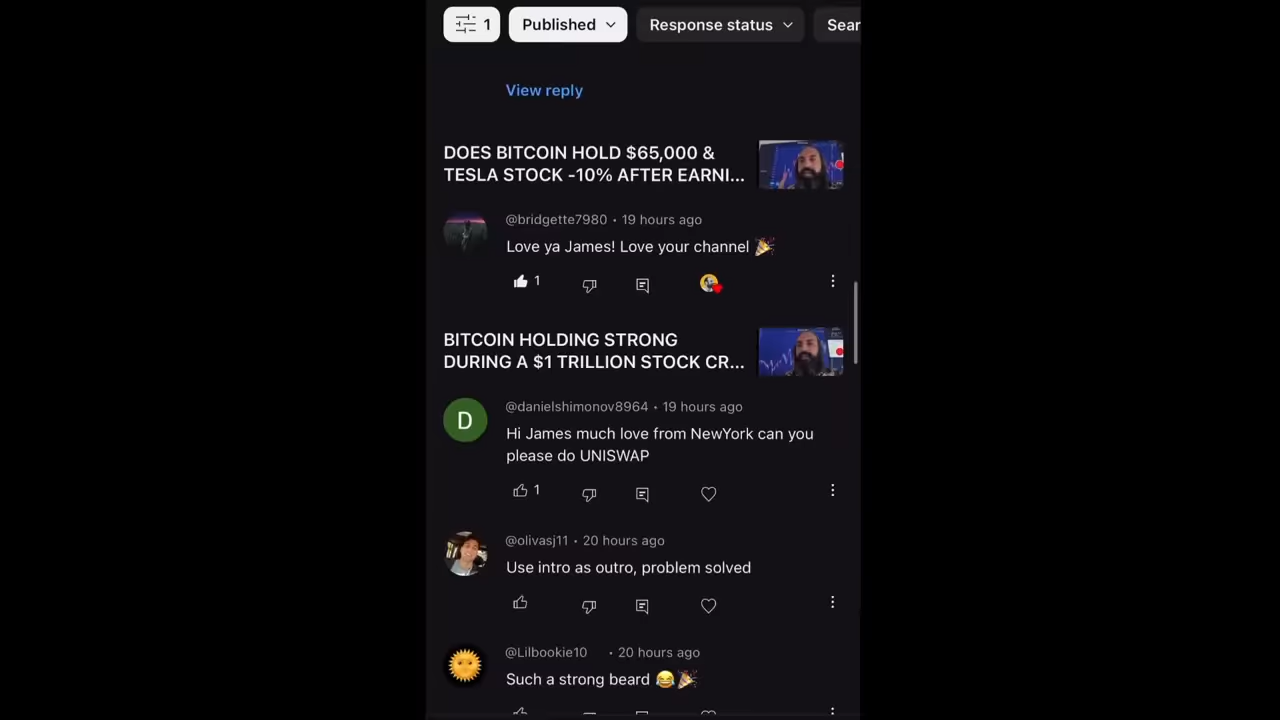 1
Published
Response status
Sear
View reply
DOES BITCOIN HOLD $65,000 &
TESLA STOCK -10% AFTER EARNI...
@bridgette7980 • 19 hours ago
Love ya James! Love your channel 🎉
1
BITCOIN HOLDING STRONG
DURING A $1 TRILLION STOCK CR...
D
@danielshimonov8964 • 19 hours ago
Hi James much love from NewYork can you
please do UNISWAP
1
@olivasj11 • 20 hours ago
Use intro as outro, problem solved
@Lilbookie10 • 20 hours ago
Such a strong beard 😂🎉